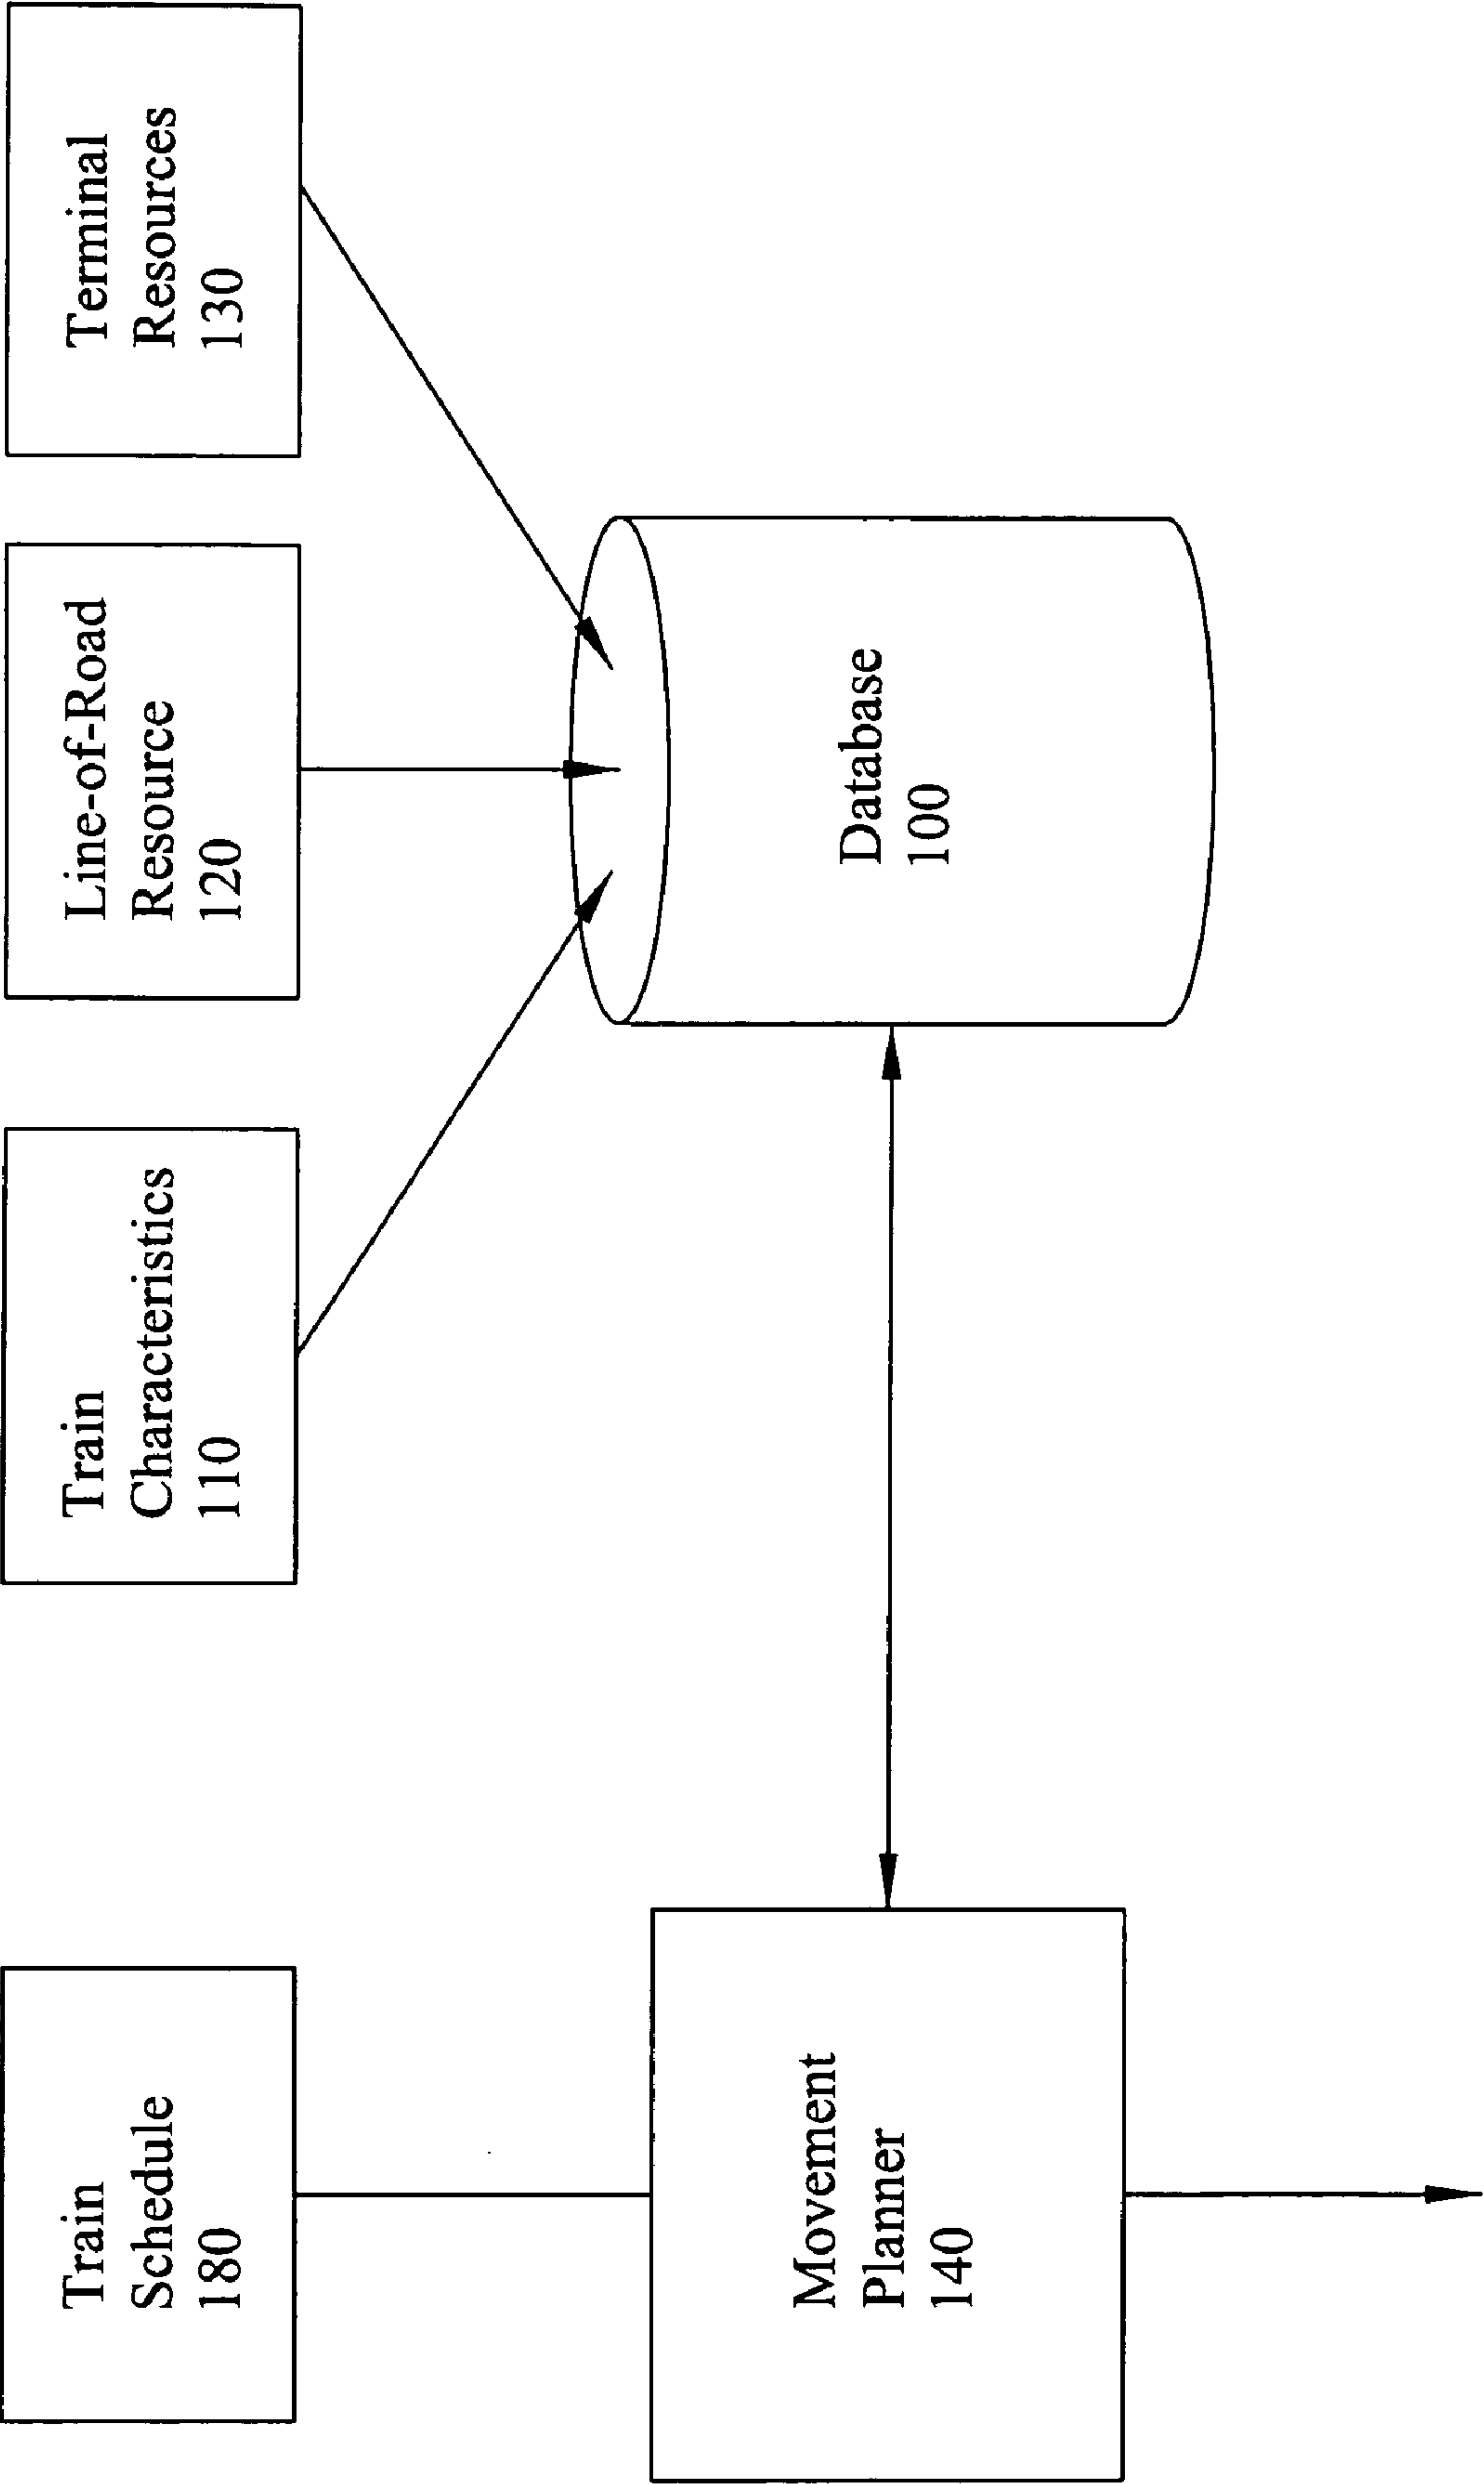 Train
Schedule
180
Train
Characteristics
110
Line-of-Road
Resource
120
Terminal
Resources
130
Movement
Planner
140
Database
100